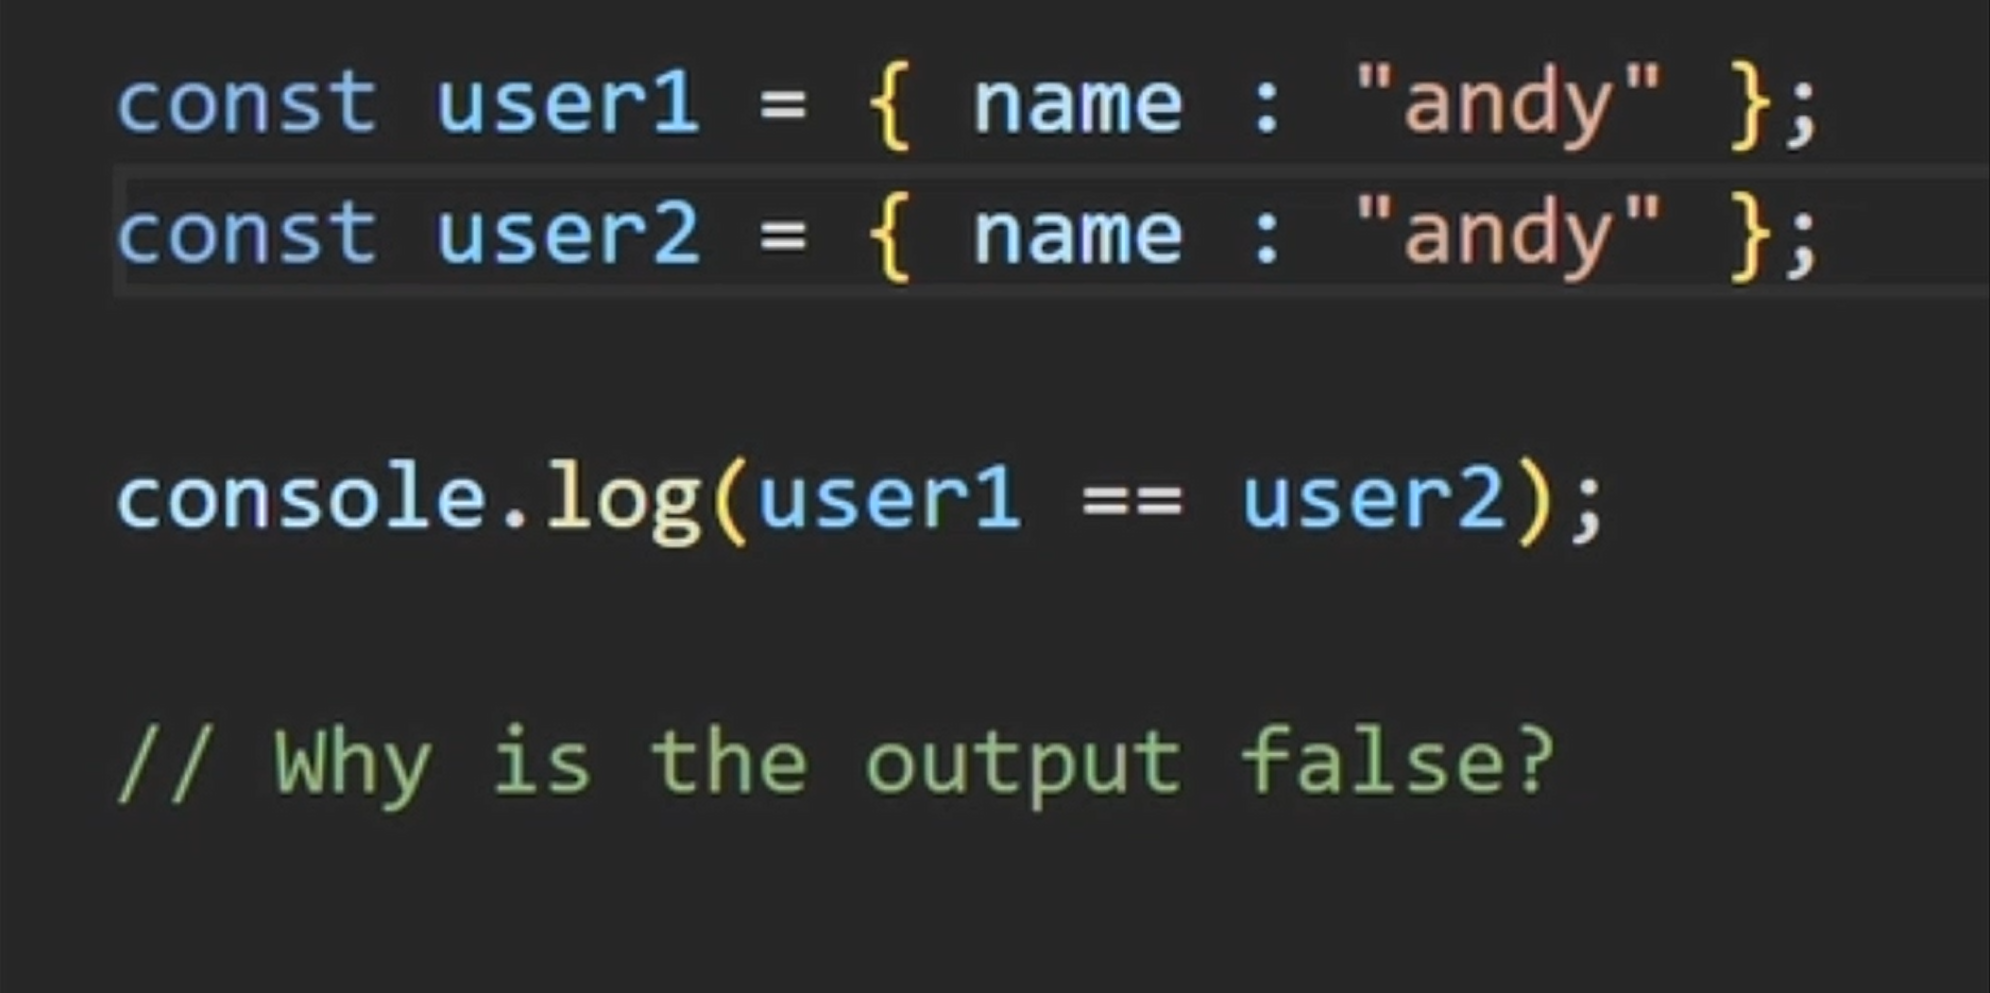 const user1 = { name : "andy" };
const user2 = { name : "andy" };
console.log(user1 == user2);
// Why is the output false?